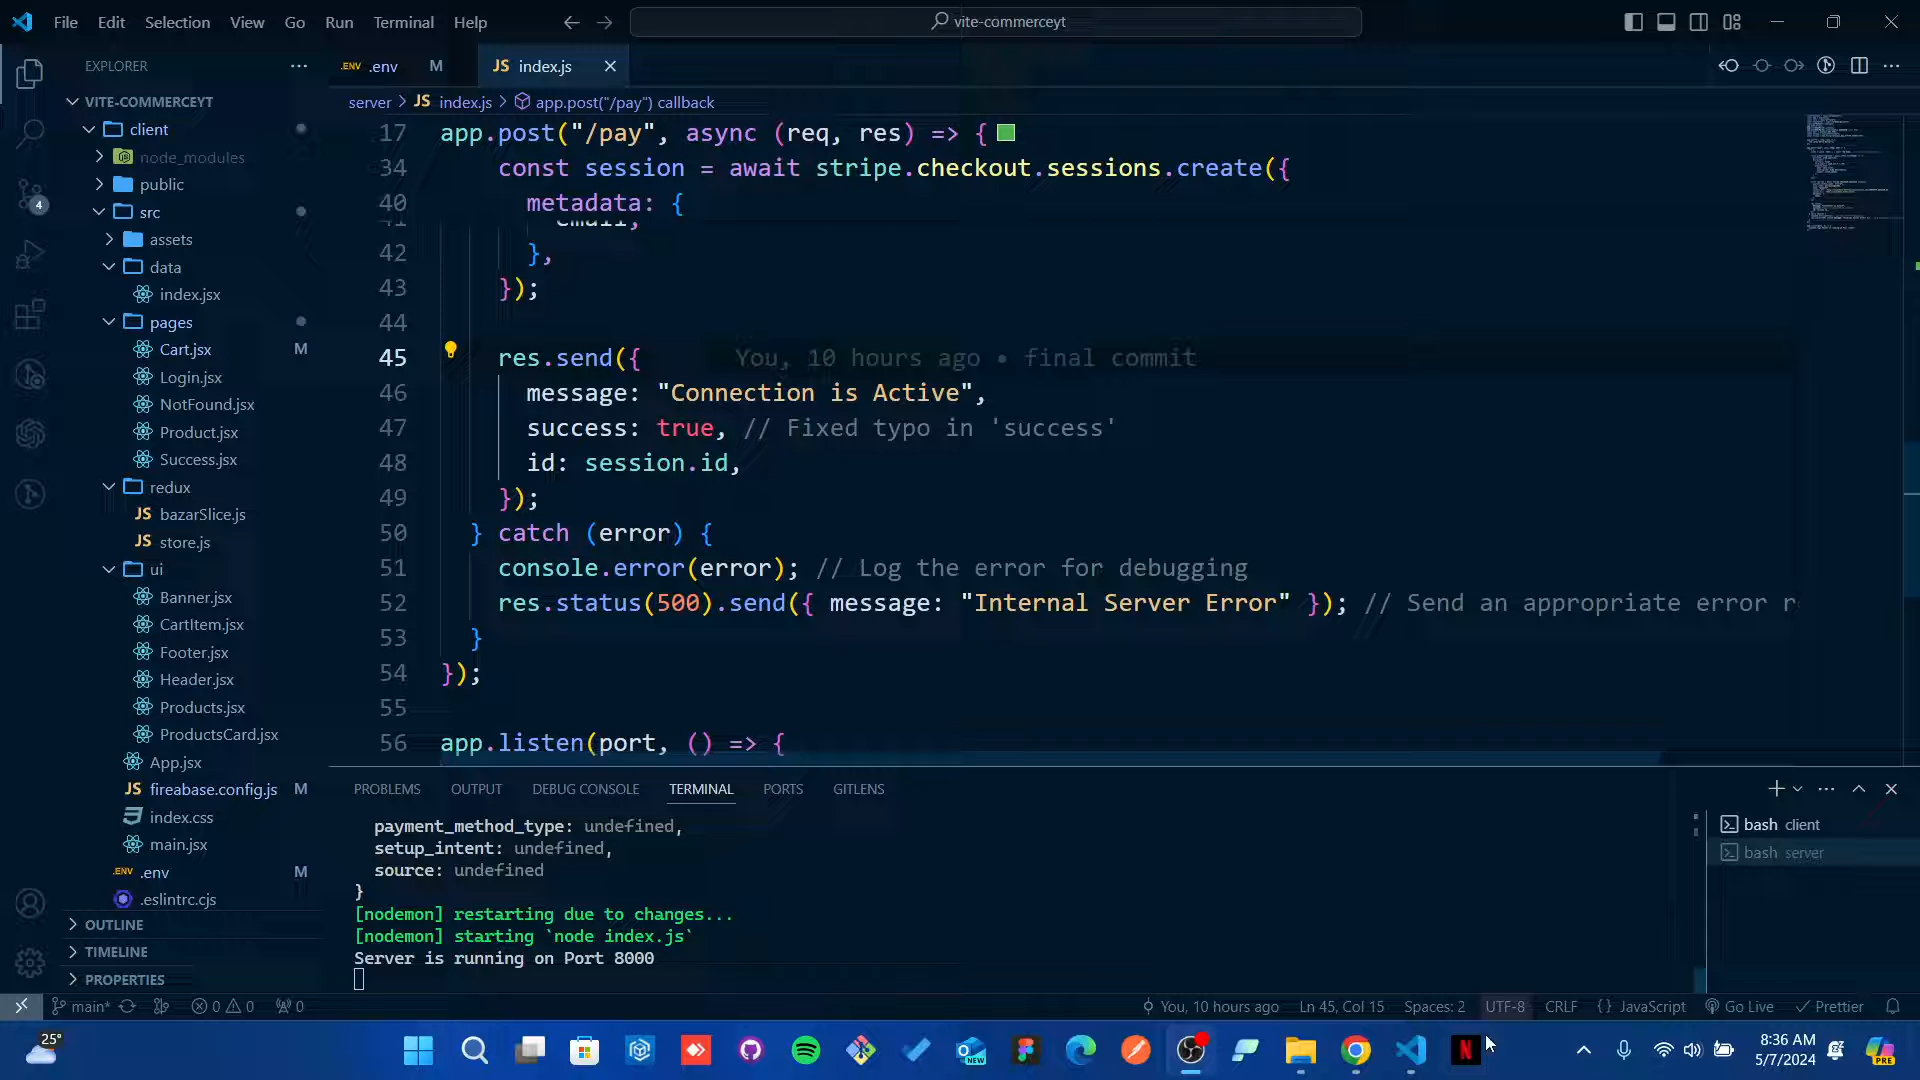 File Edit Selection View Go Run Terminal Help
vite-commerceyt
EXPLORER
.ENV .env M
JS index.js
VITE-COMMERCEYT
client
node_modules
public
src
assets
data
index.jsx
pages
Cart.jsx M
Login.jsx
NotFound.jsx
Product.jsx
Success.jsx
redux
JS bazarSlice.js
JS store.js
ui
Banner.jsx
CartItem.jsx
Footer.jsx
Header.jsx
Products.jsx
ProductsCard.jsx
App.jsx
JS fireabase.config.js M
index.css
main.jsx
.ENV .env M
.eslintrc.cjs
OUTLINE
TIMELINE
PROPERTIES
4
server > JS index.js > app.post("/pay") callback
17 app.post("/pay", async (req, res) => {
34 const session = await stripe.checkout.sessions.create({
40 metadata: {
41 email,
42 },
43 });
44
45 res.send({ You, 10 hours ago • final commit
46 message: "Connection is Active",
47 success: true, // Fixed typo in 'success'
48 id: session.id,
49 });
50 } catch (error) {
51 console.error(error); // Log the error for debugging
52 res.status(500).send({ message: "Internal Server Error" }); // Send an appropriate error r
53 }
54 });
55
56 app.listen(port, () => {
PROBLEMS OUTPUT DEBUG CONSOLE TERMINAL PORTS GITLENS
payment_method_type: undefined,
setup_intent: undefined,
source: undefined
}
[nodemon] restarting due to changes...
[nodemon] starting `node index.js`
Server is running on Port 8000
bash client
bash server
main* 0 0 0
You, 10 hours ago Ln 45, Col 15 Spaces: 2 UTF-8 CRLF {} JavaScript Go Live Prettier
25°
NEW
N
8:36 AM
5/7/2024
PRE